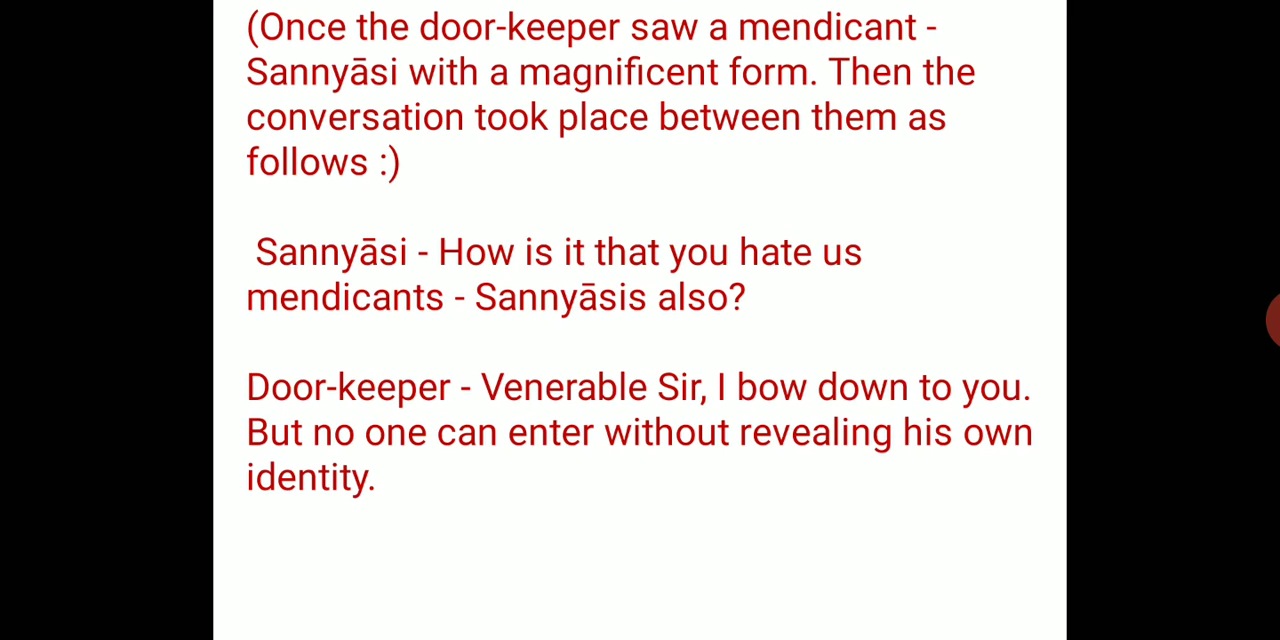 (Once the door-keeper saw a mendicant -
Sannyāsi with a magnificent form. Then the
conversation took place between them as
follows :)
Sannyāsi - How is it that you hate us
mendicants - Sannyāsis also?
Door-keeper - Venerable Sir, I bow down to you.
But no one can enter without revealing his own
identity.